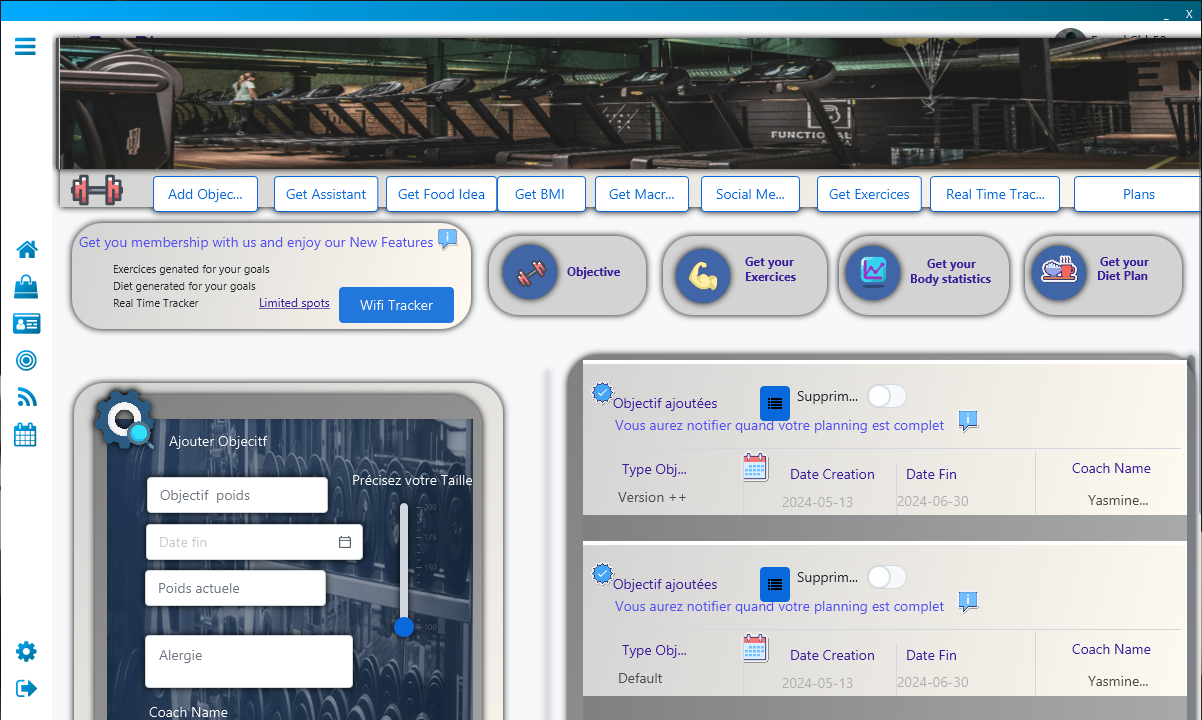 _ X
FUNCTIONAL
Add Objec...
Get Assistant
Get Food Idea
Get BMI
Get Macr...
Social Me...
Get Exercices
Real Time Trac...
Plans
Get you membership with us and enjoy our New Features
Exercices genated for your goals
Diet generated for your goals
Real Time Tracker
Limited spots
Wifi Tracker
Objective
Get your
Exercices
Get your
Body statistics
Get your
Diet Plan
Ajouter Objecitf
Objectif poids
Date fin
Poids actuele
Alergie
Coach Name
Précisez votre Taille
200
175
150
100
Objectif ajoutées
Supprim...
Vous aurez notifier quand votre planning est complet
Type Obj...
Date Creation
Date Fin
Coach Name
Version ++
2024-05-13
2024-06-30
Yasmine...
Objectif ajoutées
Supprim...
Vous aurez notifier quand votre planning est complet
Type Obj...
Date Creation
Date Fin
Coach Name
Default
2024-05-13
2024-06-30
Yasmine...